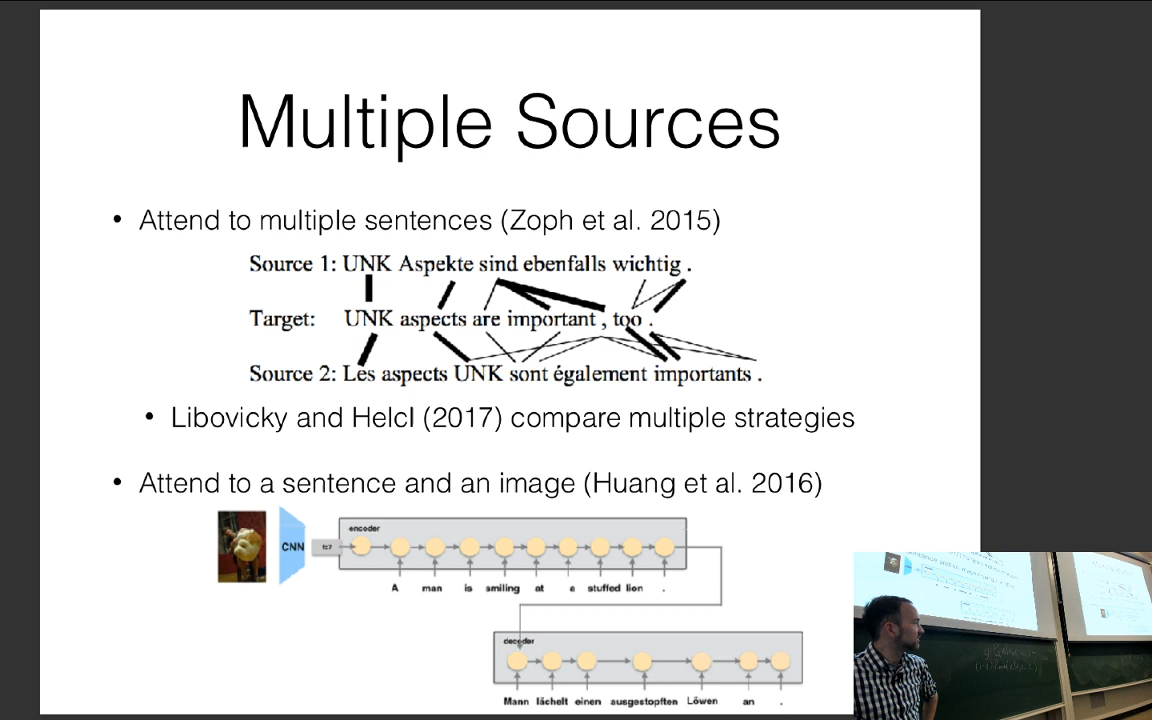 Multiple Sources
• Attend to multiple sentences (Zoph et al. 2015)
Source 1: UNK Aspekte sind ebenfalls wichtig .
Target: UNK aspects are important , too .
Source 2: Les aspects UNK sont également importants .
• Libovicky and Helcl (2017) compare multiple strategies
• Attend to a sentence and an image (Huang et al. 2016)
encoder
CNN
fc7
A man is smiling at a stuffed lion .
decoder
Mann lächelt einen ausgestopften Löwen an .